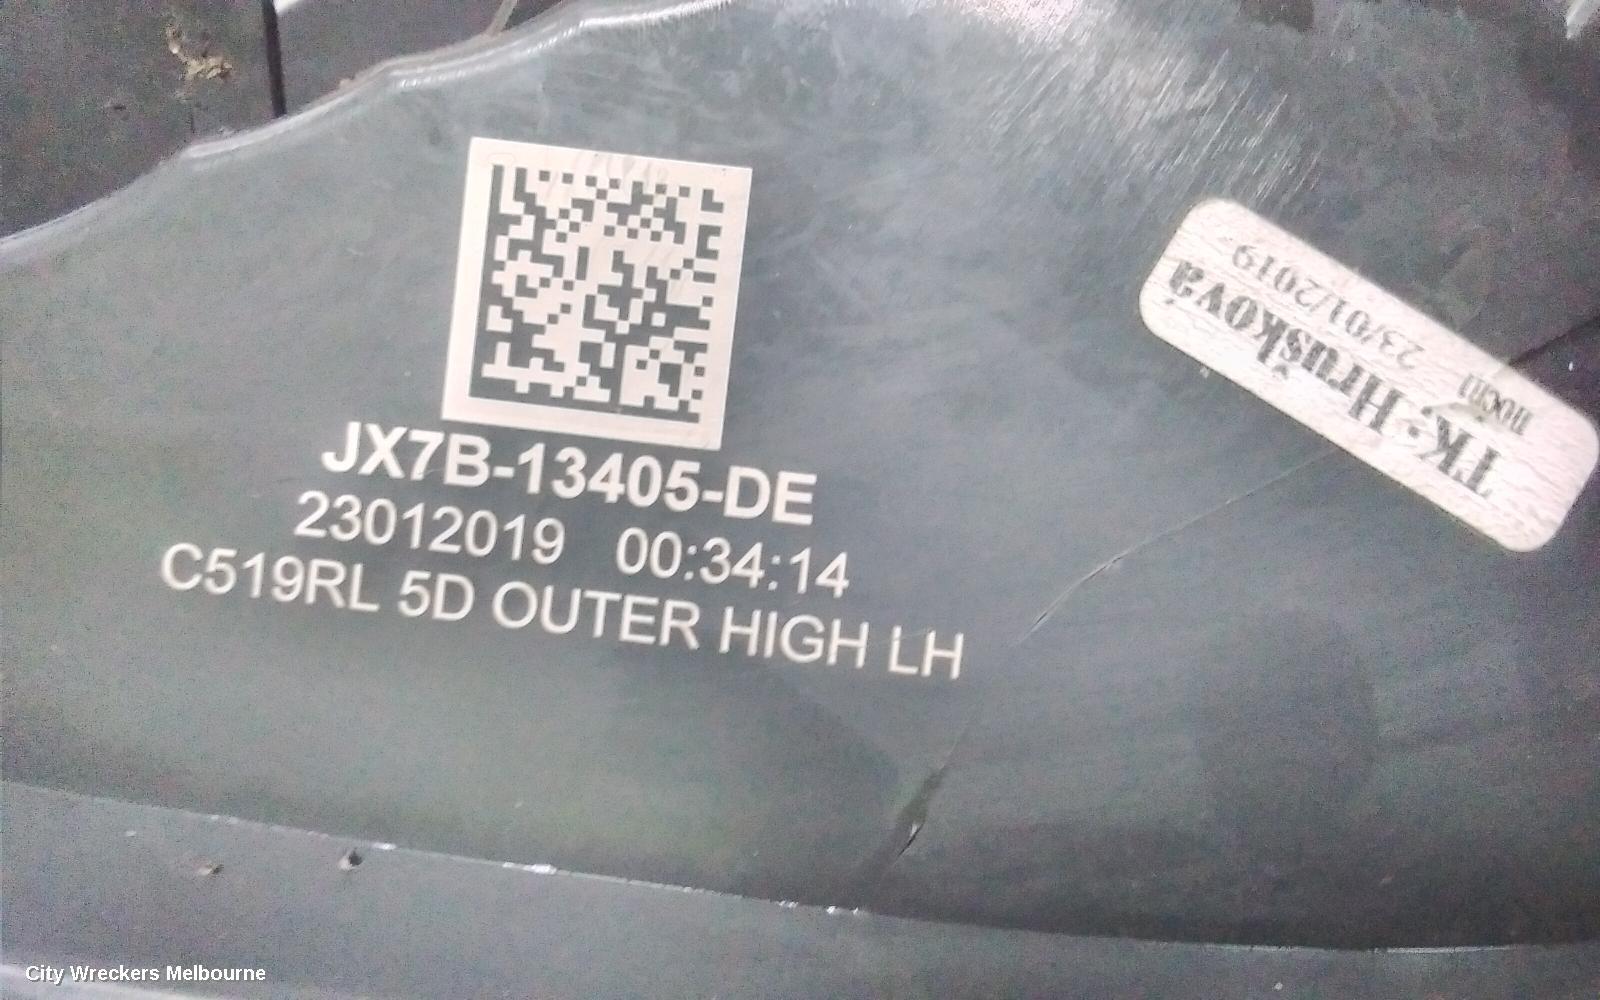 JX7B-13405-DE
23012019 00:34:14
C519RL 5D OUTER HIGH LH
TK: Hrušková
23/01/2019
City Wreckers Melbourne